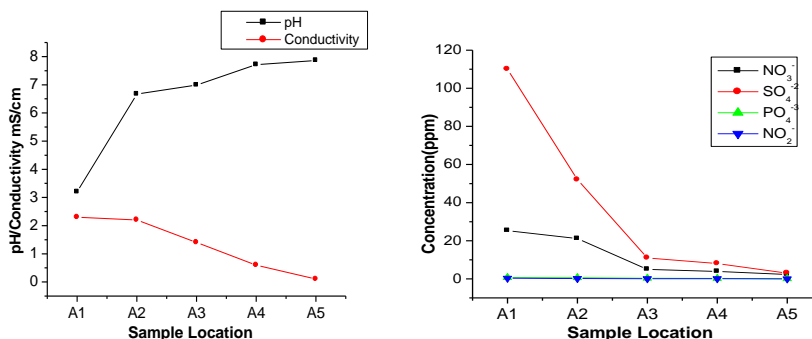 pH
Conductivity
pH/Conductivity mS/cm
8
7
6
5
4
3
2
1
0
A1 A2 A3 A4 A5
Sample Location
NO₃⁻
SO₄⁻²
PO₄⁻³
NO₂⁻
Concentration(ppm)
120
100
80
60
40
20
0
A1 A2 A3 A4 A5
Sample Location